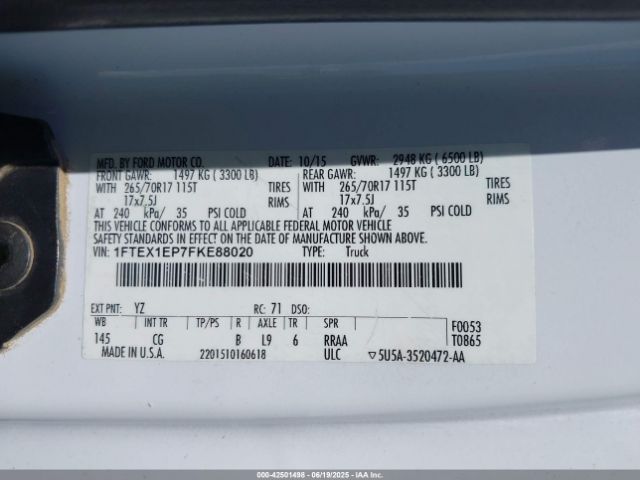 MFD. BY FORD MOTOR CO. DATE: 10/15 GVWR: 2948 KG ( 6500 LB)
FRONT GAWR: 1497 KG ( 3300 LB) REAR GAWR: 1497 KG ( 3300 LB)
WITH 265/70R17 115T TIRES 265/70R17 115T TIRES
17x7.5J RIMS 17x7.5J RIMS
AT 240 kPa/ 35 PSI COLD AT 240 kPa/ 35 PSI COLD
THIS VEHICLE CONFORMS TO ALL APPLICABLE FEDERAL MOTOR VEHICLE
SAFETY STANDARDS IN EFFECT ON THE DATE OF MANUFACTURE SHOWN ABOVE.
VIN: 1FTEX1EP7FKE88020 TYPE: Truck
EXT PNT: YZ RC: 71 DSO:
WB INT TR TP/PS R AXLE TR SPR F0053
145 CG B L9 6 RRAA T0865
MADE IN U.S.A. 2201510160618 ULC ▽5U5A-3520472-AA
000-42501498 - 06/19/2025 - IAAI.COM